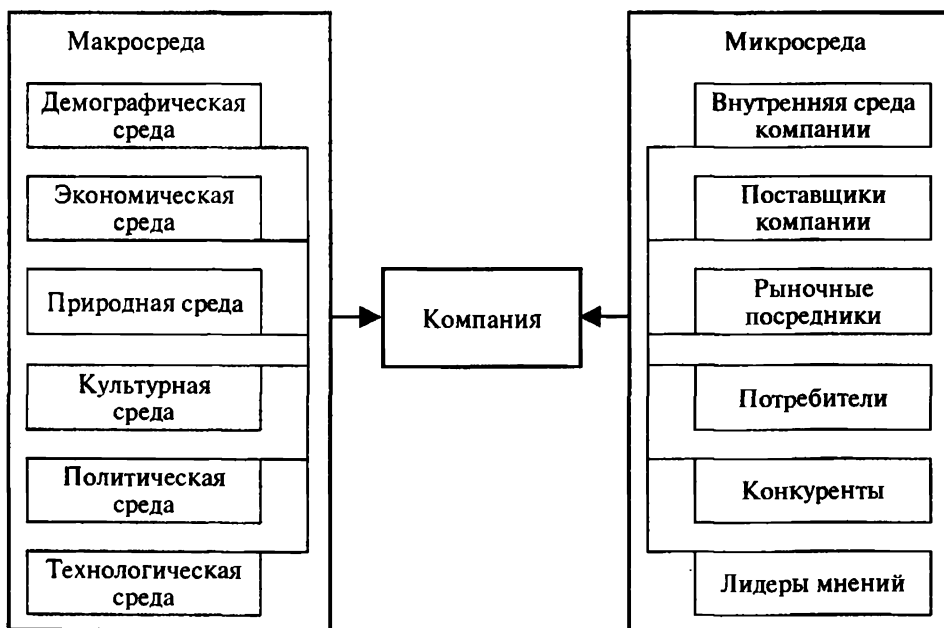 Макросреда
Демографическая
среда
Экономическая
среда
Природная среда
Культурная
среда
Политическая
среда
Технологическая
среда
Компания
Микросреда
Внутренняя среда
компании
Поставщики
компании
Рыночные
посредники
Потребители
Конкуренты
Лидеры мнений